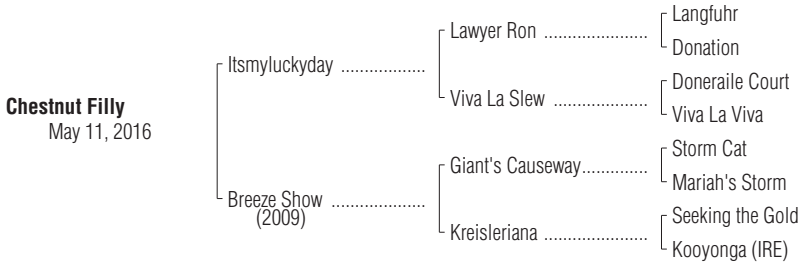 Langfuhr
Lawyer Ron ......................
Donation
Itsmyluckyday ..................
Doneraile Court
Viva La Slew ....................
Viva La Viva
Chestnut Filly
May 11, 2016
Storm Cat
Giant's Causeway..............
Mariah's Storm
Breeze Show ....................
(2009)
Seeking the Gold
Kreisleriana ......................
Kooyonga (IRE)